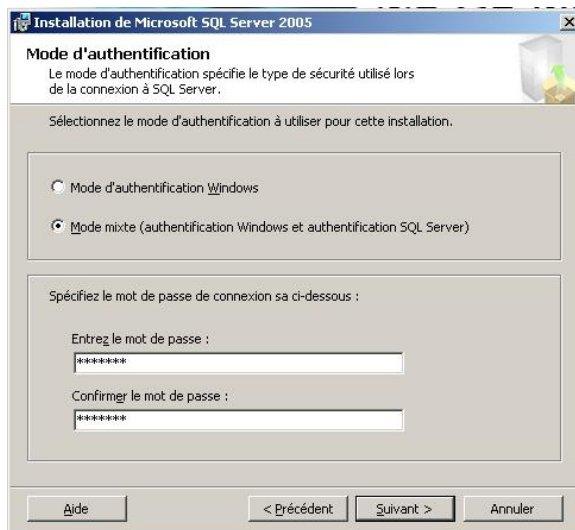 Installation de Microsoft SQL Server 2005
Mode d'authentification
Le mode d'authentification spécifie le type de sécurité utilisé lors
de la connexion à SQL Server.
Sélectionnez le mode d'authentification à utiliser pour cette installation.
Mode d'authentification Windows
Mode mixte (authentification Windows et authentification SQL Server)
Spécifiez le mot de passe de connexion sa ci-dessous :
Entrez le mot de passe :
*******
Confirmer le mot de passe :
*******
Aide
< Précédent
Suivant >
Annuler